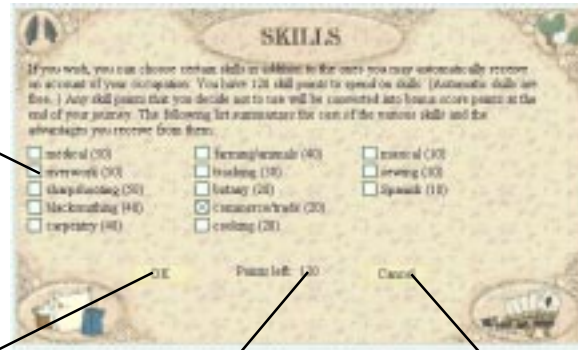 SKILLS
If you wish, you can choose certain skills in addition to the ones you may automatically receive
on account of your occupation. You have 120 skill points to spend on skills. (Automatic skills are
free.) Any skill points that you decide not to use will be converted into bonus score points at the
end of your journey. The following list summarizes the cost of the various skills and the
advantages you receive from them.
medical (50) farming/animals (40) musical (10)
riverwork (50) tracking (30) sewing (10)
sharpshooting (50) botany (20) Spanish (10)
blacksmithing (40) commerce/trade (20)
carpentry (40) cooking (20)
OK Points left: 120 Cancel